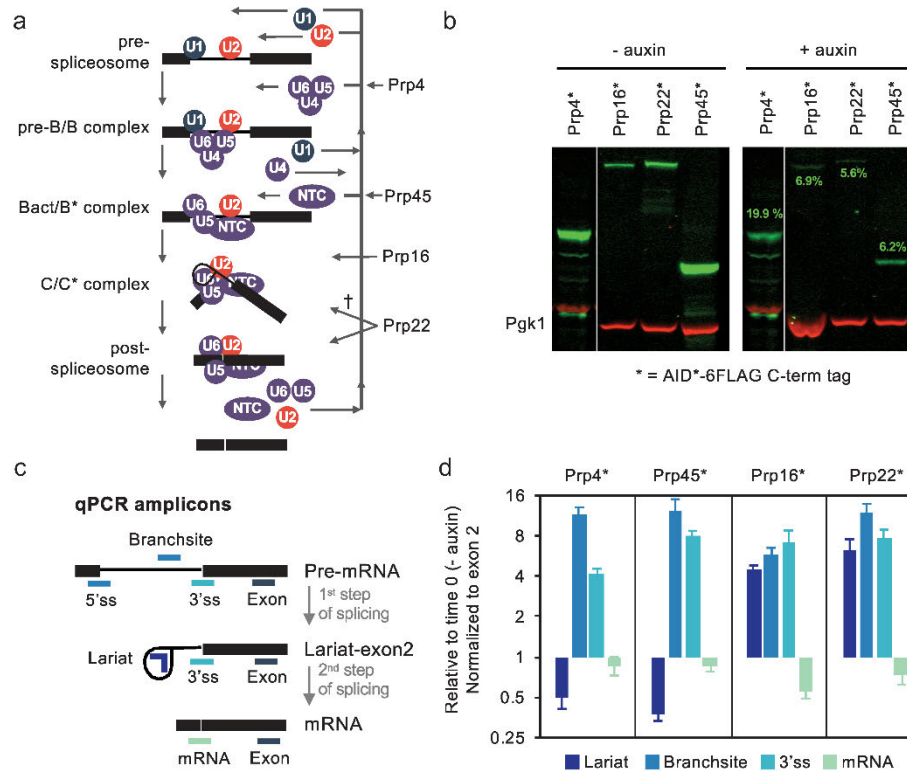 a
U1
U2
pre-
spliceosome
U1
U2
U6
U5
U4
Prp4
pre-B/B complex
U1
U2
U6
U5
U4
U1
U4
NTC
Prp45
Bact/B* complex
U6
U2
U5
NTC
Prp16
C/C* complex
U2
U6
NTC
U5
†
Prp22
post-
spliceosome
U6
U2
U5
NTC
U6
U5
NTC
U2
b
- auxin
+ auxin
Prp4*
Prp16*
Prp22*
Prp45*
Prp4*
Prp16*
Prp22*
Prp45*
19.9 %
6.9%
5.6%
6.2%
Pgk1
* = AID*-6FLAG C-term tag
c
qPCR amplicons
Branchsite
Pre-mRNA
5'ss
3'ss
Exon
1st step
of splicing
Lariat
Lariat-exon2
3'ss
Exon
2nd step
of splicing
mRNA
mRNA
Exon
d
Prp4*
Prp45*
Prp16*
Prp22*
Relative to time 0 (- auxin)
Normalized to exon 2
16
8
4
2
1
0.5
0.25
Lariat
Branchsite
3'ss
mRNA